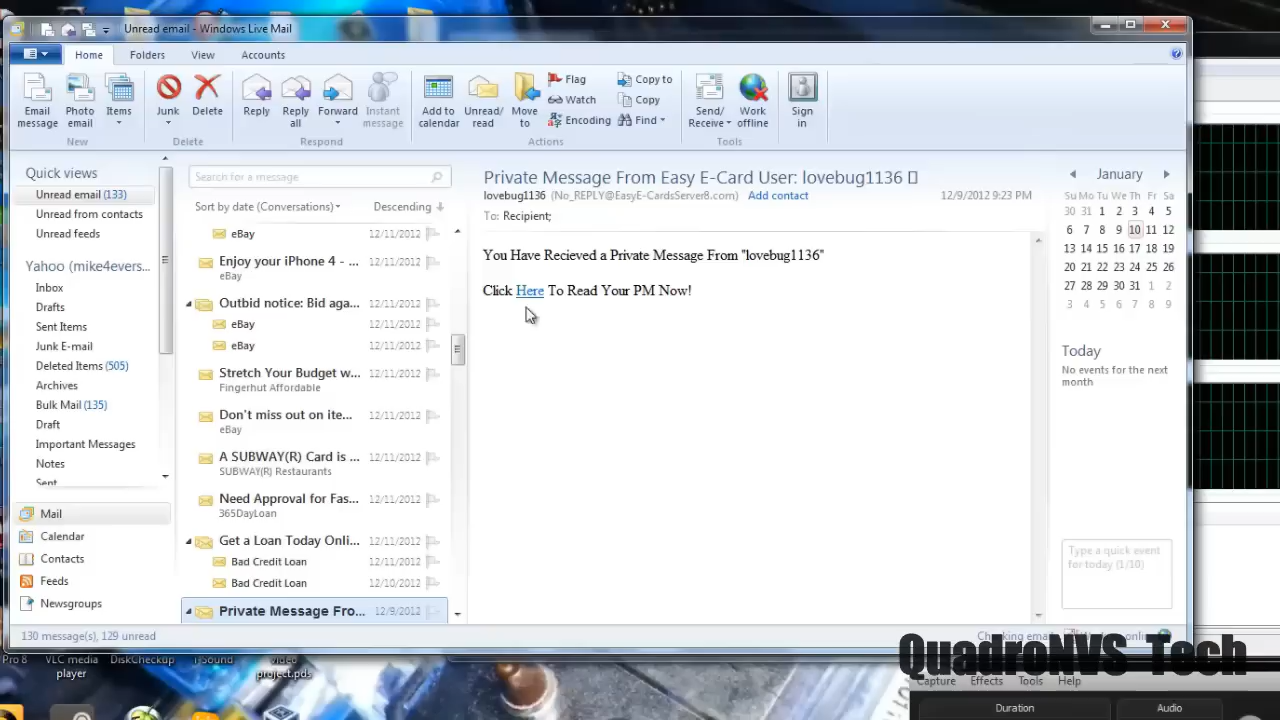 Unread email - Windows Live Mail
Home Folders View Accounts
Email message
Photo email
Items
New
Junk
Delete
Delete
Reply
Reply all
Forward
Instant message
Respond
Add to calendar
Unread/ read
Move to
Flag
Watch
Encoding
Copy to
Copy
Find
Actions
Send/ Receive
Work offline
Tools
Sign in
Quick views
Unread email (133)
Unread from contacts
Unread feeds
Yahoo (mike4evers...
Inbox
Drafts
Sent Items
Junk E-mail
Deleted Items (505)
Archives
Bulk Mail (135)
Draft
Important Messages
Notes
Sent
Mail
Calendar
Contacts
Feeds
Newsgroups
Search for a message
Sort by date (Conversations) Descending
eBay 12/11/2012
Enjoy your iPhone 4 - ... 12/11/2012
eBay
Outbid notice: Bid aga... 12/11/2012
eBay 12/11/2012
eBay 12/11/2012
Stretch Your Budget w... 12/11/2012
Fingerhut Affordable
Don't miss out on ite... 12/11/2012
eBay
A SUBWAY(R) Card is ... 12/11/2012
SUBWAY(R) Restaurants
Need Approval for Fas... 12/11/2012
365DayLoan
Get a Loan Today Onli... 12/11/2012
Bad Credit Loan 12/11/2012
Bad Credit Loan 12/10/2012
Private Message Fro... 12/9/2012
Private Message From Easy E-Card User: lovebug1136
lovebug1136 (No_REPLY@EasyE-CardsServer8.com) Add contact 12/9/2012 9:23 PM
To: Recipient;
You Have Recieved a Private Message From "lovebug1136"
Click Here To Read Your PM Now!
January
Su Mo Tu We Th Fr Sa
30 31 1 2 3 4 5
6 7 8 9 10 11 12
13 14 15 16 17 18 19
20 21 22 23 24 25 26
27 28 29 30 31 1 2
3 4 5 6 7 8 9
Today
No events for the next month
Type a quick event for today (1/10)
130 message(s), 129 unread
Checking email
QuadroNVS Tech
Pro 8
VLC media player
DiskCheckup
project.pds
Capture Effects Tools Help
Duration Audio